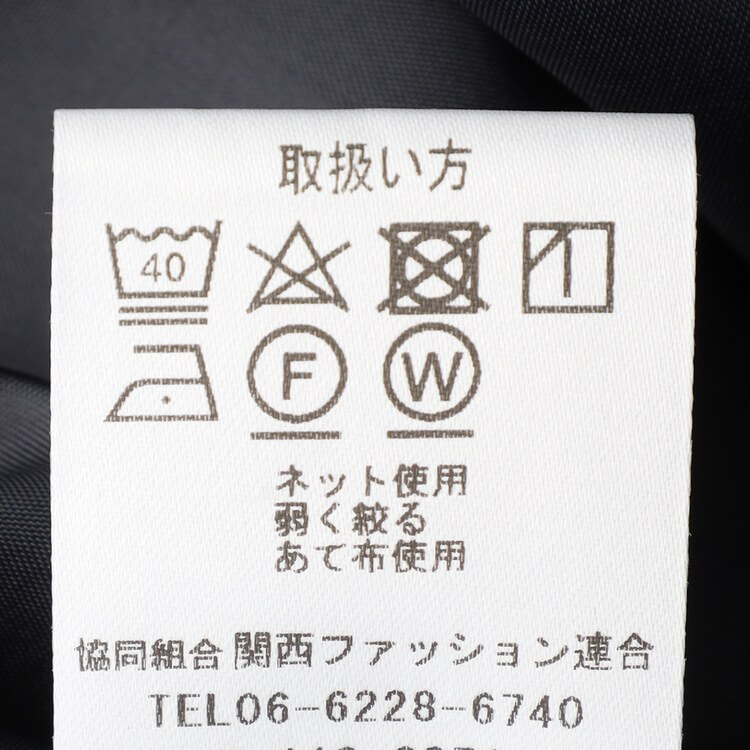 取扱い方
40
F W
ネット使用
弱く絞る
あて布使用
協同組合 関西ファッション連合
TEL06-6228-6740